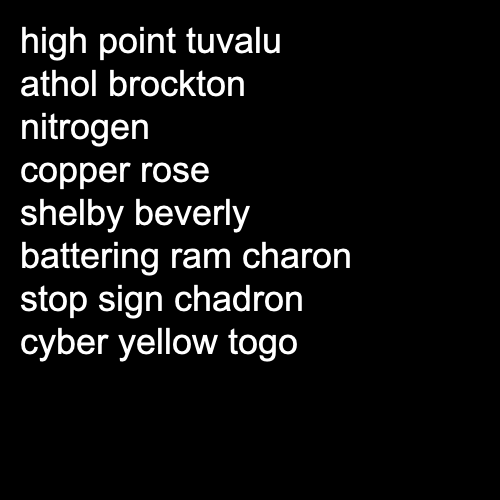 high point tuvalu
athol brockton
nitrogen
copper rose
shelby beverly
battering ram charon
stop sign chadron
cyber yellow togo